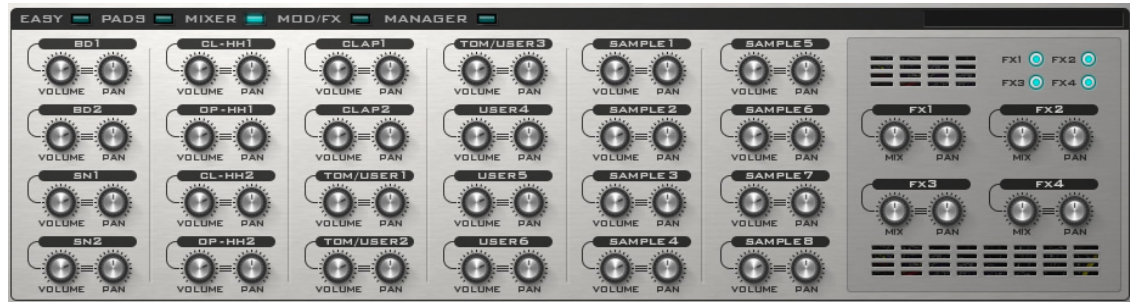 EASY PADS MIXER MOD/FX MANAGER
BD1 CL-HH1 CLAP1 TOM/USER3 SAMPLE1 SAMPLE5
VOLUME PAN VOLUME PAN VOLUME PAN VOLUME PAN VOLUME PAN VOLUME PAN
BD2 OP-HH1 CLAP2 USER4 SAMPLE2 SAMPLE6
VOLUME PAN VOLUME PAN VOLUME PAN VOLUME PAN VOLUME PAN VOLUME PAN
SN1 CL-HH2 TOM/USER1 USER5 SAMPLE3 SAMPLE7
VOLUME PAN VOLUME PAN VOLUME PAN VOLUME PAN VOLUME PAN VOLUME PAN
SN2 OP-HH2 TOM/USER2 USER6 SAMPLE4 SAMPLE8
VOLUME PAN VOLUME PAN VOLUME PAN VOLUME PAN VOLUME PAN VOLUME PAN
FX1 FX2
FX3 FX4
FX1 FX2
MIX PAN MIX PAN
FX3 FX4
MIX PAN MIX PAN